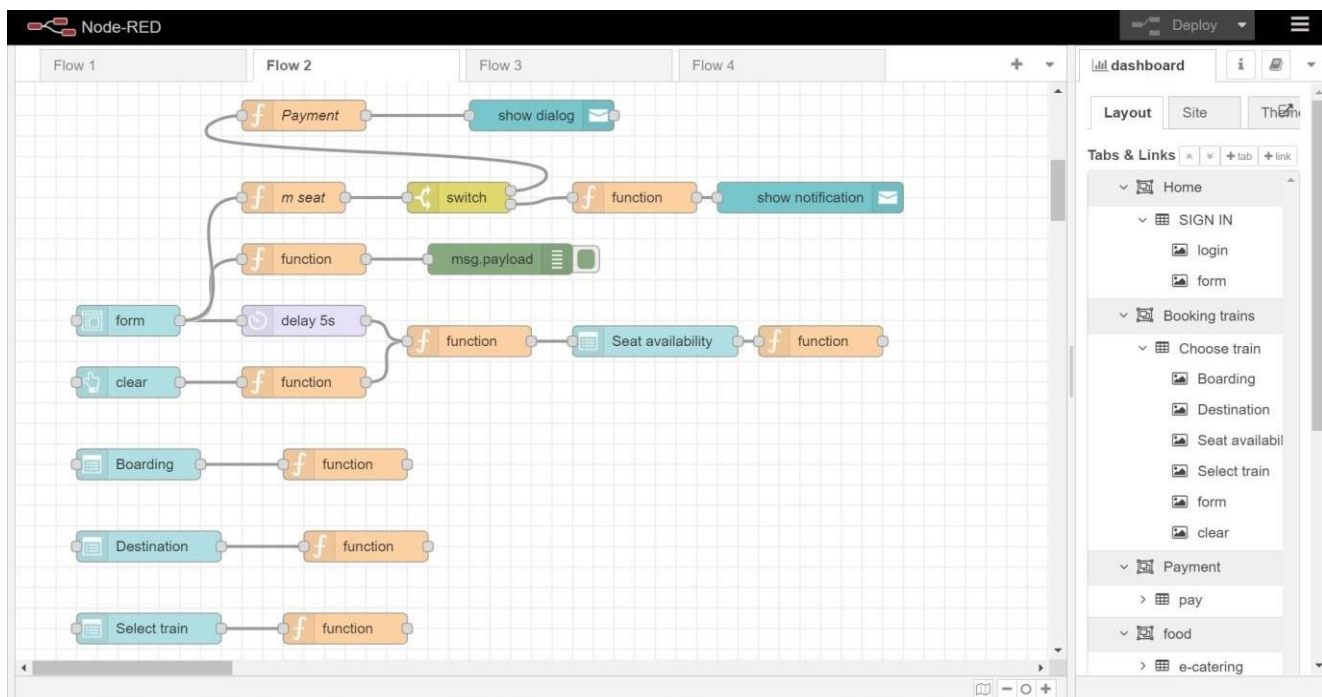 Node-RED
Deploy
Flow 1
Flow 2
Flow 3
Flow 4
Payment
show dialog
m seat
switch
function
show notification
function
msg.payload
form
delay 5s
function
Seat availability
function
clear
function
Boarding
function
Destination
function
Select train
function
dashboard
i
Layout
Site
Tabs & Links
+ tab
+ link
Home
SIGN IN
login
form
Booking trains
Choose train
Boarding
Destination
Seat availabil
Select train
form
clear
Payment
pay
food
e-catering